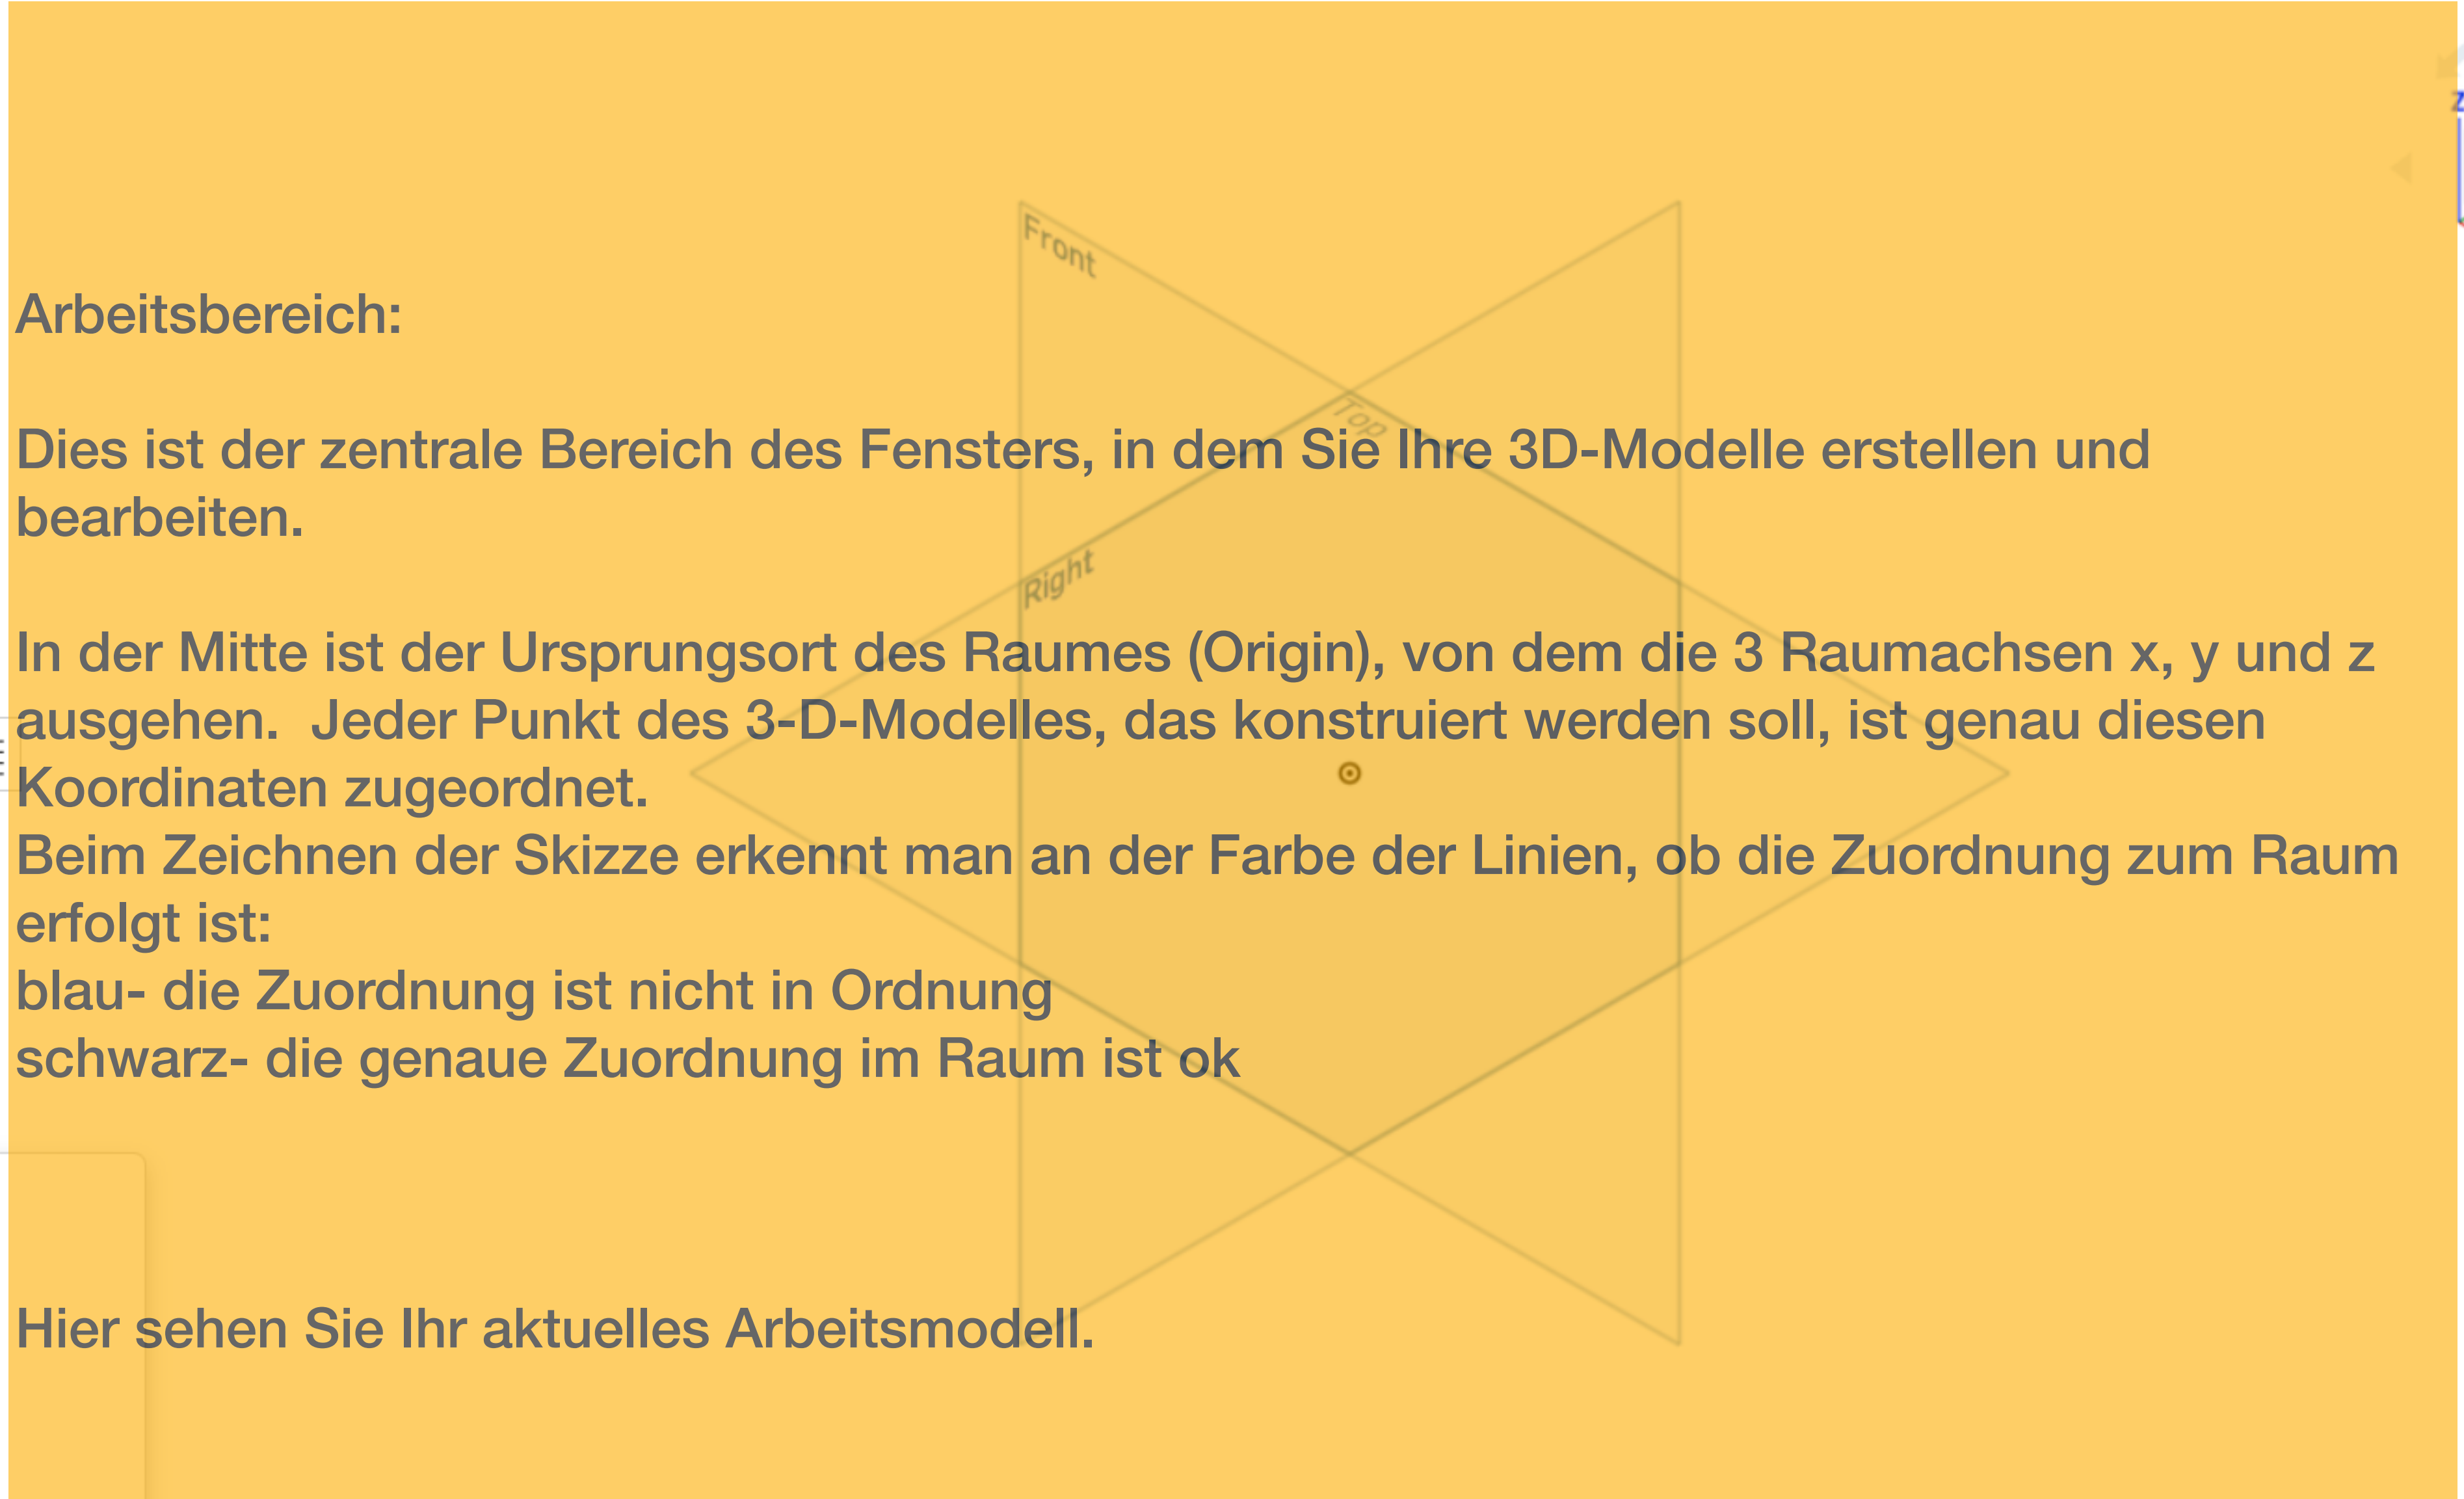 z
Front
Arbeitsbereich:
Top
Dies ist der zentrale Bereich des Fensters, in dem Sie Ihre 3D-Modelle erstellen und
bearbeiten.
Right
In der Mitte ist der Ursprungsort des Raumes (Origin), von dem die 3 Raumachsen x, y und z
ausgehen.  Jeder Punkt des 3-D-Modelles, das konstruiert werden soll, ist genau diesen
Koordinaten zugeordnet.
Beim Zeichnen der Skizze erkennt man an der Farbe der Linien, ob die Zuordnung zum Raum
erfolgt ist:
blau- die Zuordnung ist nicht in Ordnung
schwarz- die genaue Zuordnung im Raum ist ok
Hier sehen Sie Ihr aktuelles Arbeitsmodell.